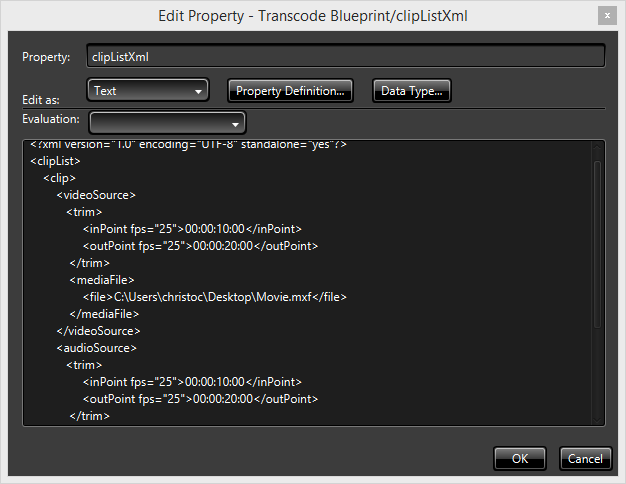 Edit Property - Transcode Blueprint/clipListXml
x
Property: clipListXml
Edit as: Text Property Definition... Data Type...
Evaluation:
<?xml version="1.0" encoding="UTF-8" standalone="yes"?>
<clipList>
<clip>
<videoSource>
<trim>
<inPoint fps="25">00:00:10:00</inPoint>
<outPoint fps="25">00:00:20:00</outPoint>
</trim>
<mediaFile>
<file>C:\Users\christoc\Desktop\Movie.mxf</file>
</mediaFile>
</videoSource>
<audioSource>
<trim>
<inPoint fps="25">00:00:10:00</inPoint>
<outPoint fps="25">00:00:20:00</outPoint>
</trim>
OK Cancel